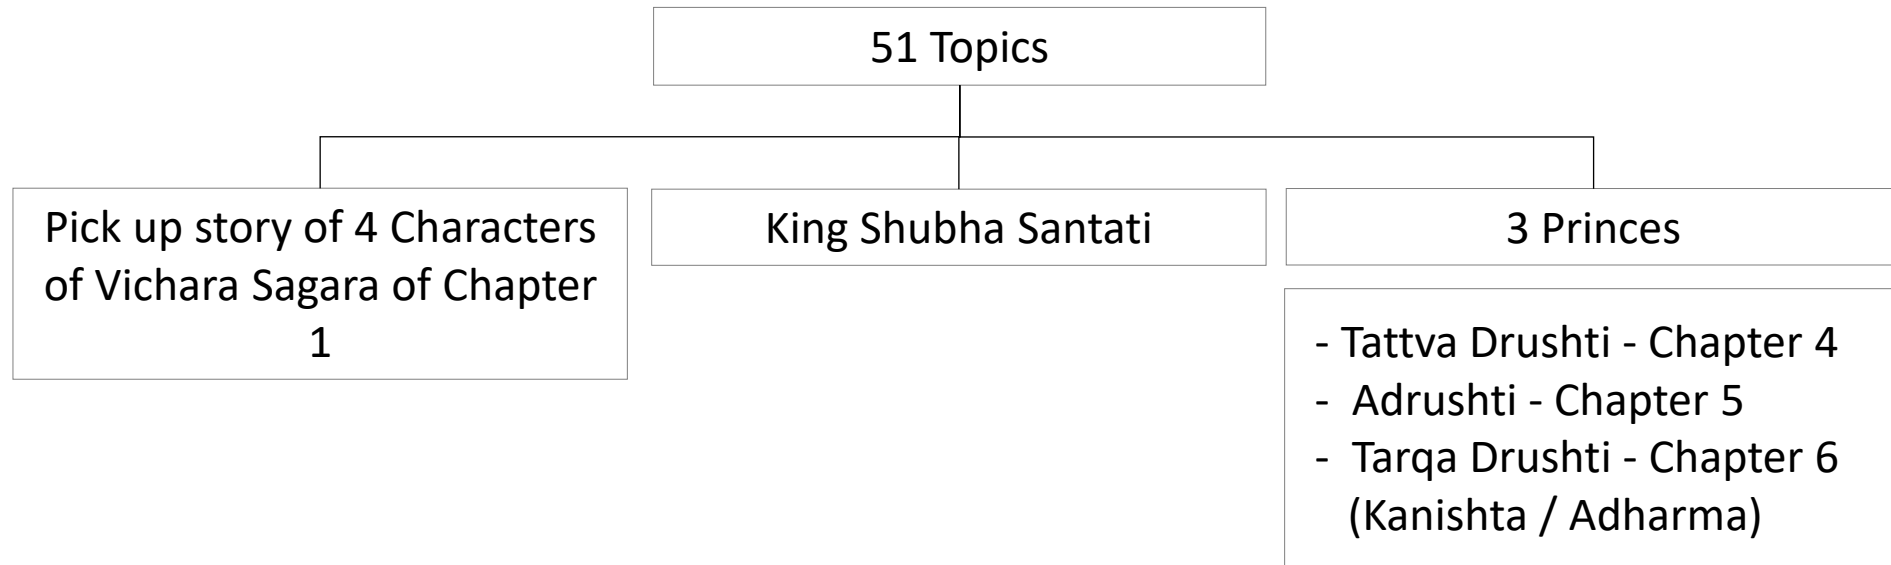 51 Topics
Pick up story of 4 Characters
of Vichara Sagara of Chapter
1
King Shubha Santati
3 Princes
- Tattva Drushti - Chapter 4
- Adrushti - Chapter 5
- Tarqa Drushti - Chapter 6
(Kanishta / Adharma)